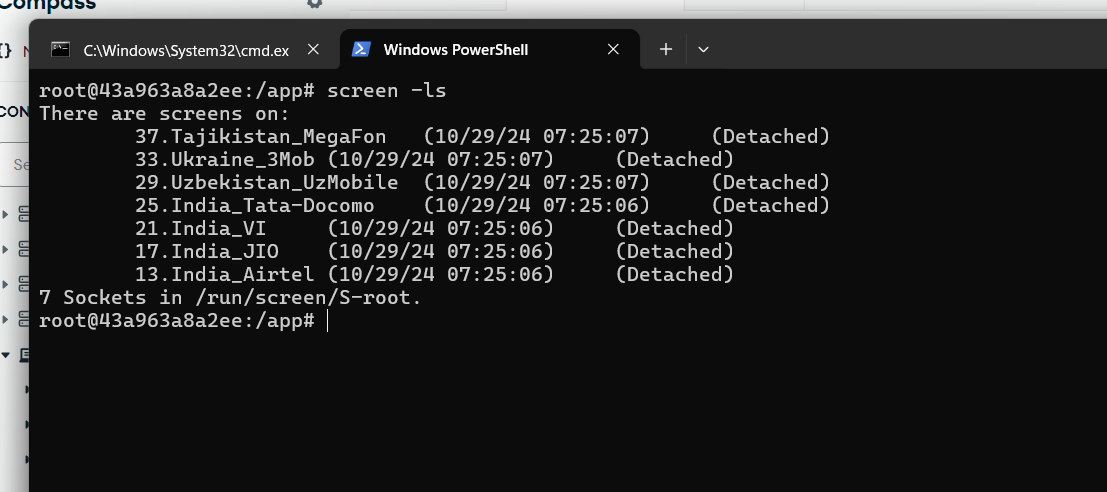 Compass
{} N
C:\Windows\System32\cmd.ex
Windows PowerShell
CON
Se
root@43a963a8a2ee:/app# screen -ls
There are screens on:
37.Tajikistan_MegaFon (10/29/24 07:25:07) (Detached)
33.Ukraine_3Mob (10/29/24 07:25:07) (Detached)
29.Uzbekistan_UzMobile (10/29/24 07:25:07) (Detached)
25.India_Tata-Docomo (10/29/24 07:25:06) (Detached)
21.India_VI (10/29/24 07:25:06) (Detached)
17.India_JIO (10/29/24 07:25:06) (Detached)
13.India_Airtel (10/29/24 07:25:06) (Detached)
7 Sockets in /run/screen/S-root.
root@43a963a8a2ee:/app#